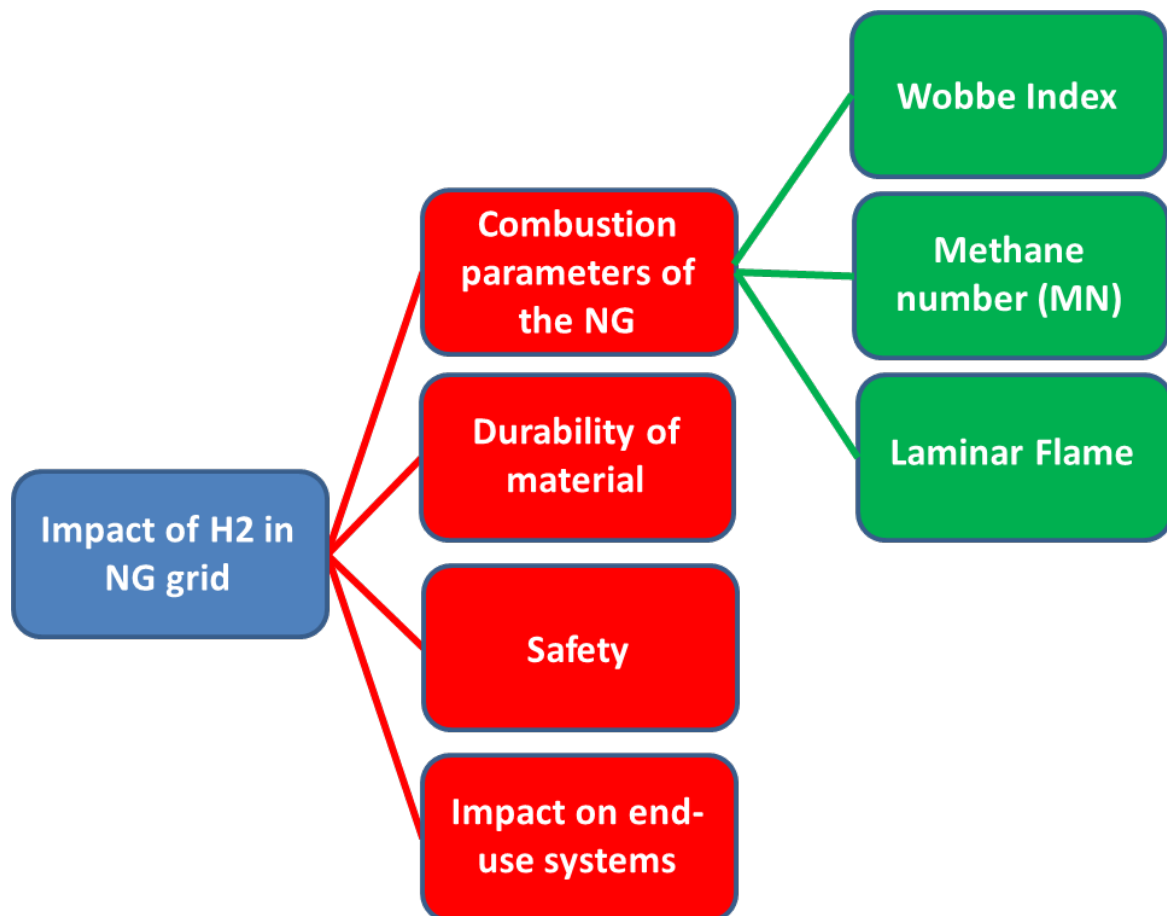 Impact of H2 in
NG grid
Combustion
parameters of
the NG
Durability of
material
Safety
Impact on end-
use systems
Wobbe Index
Methane
number (MN)
Laminar Flame